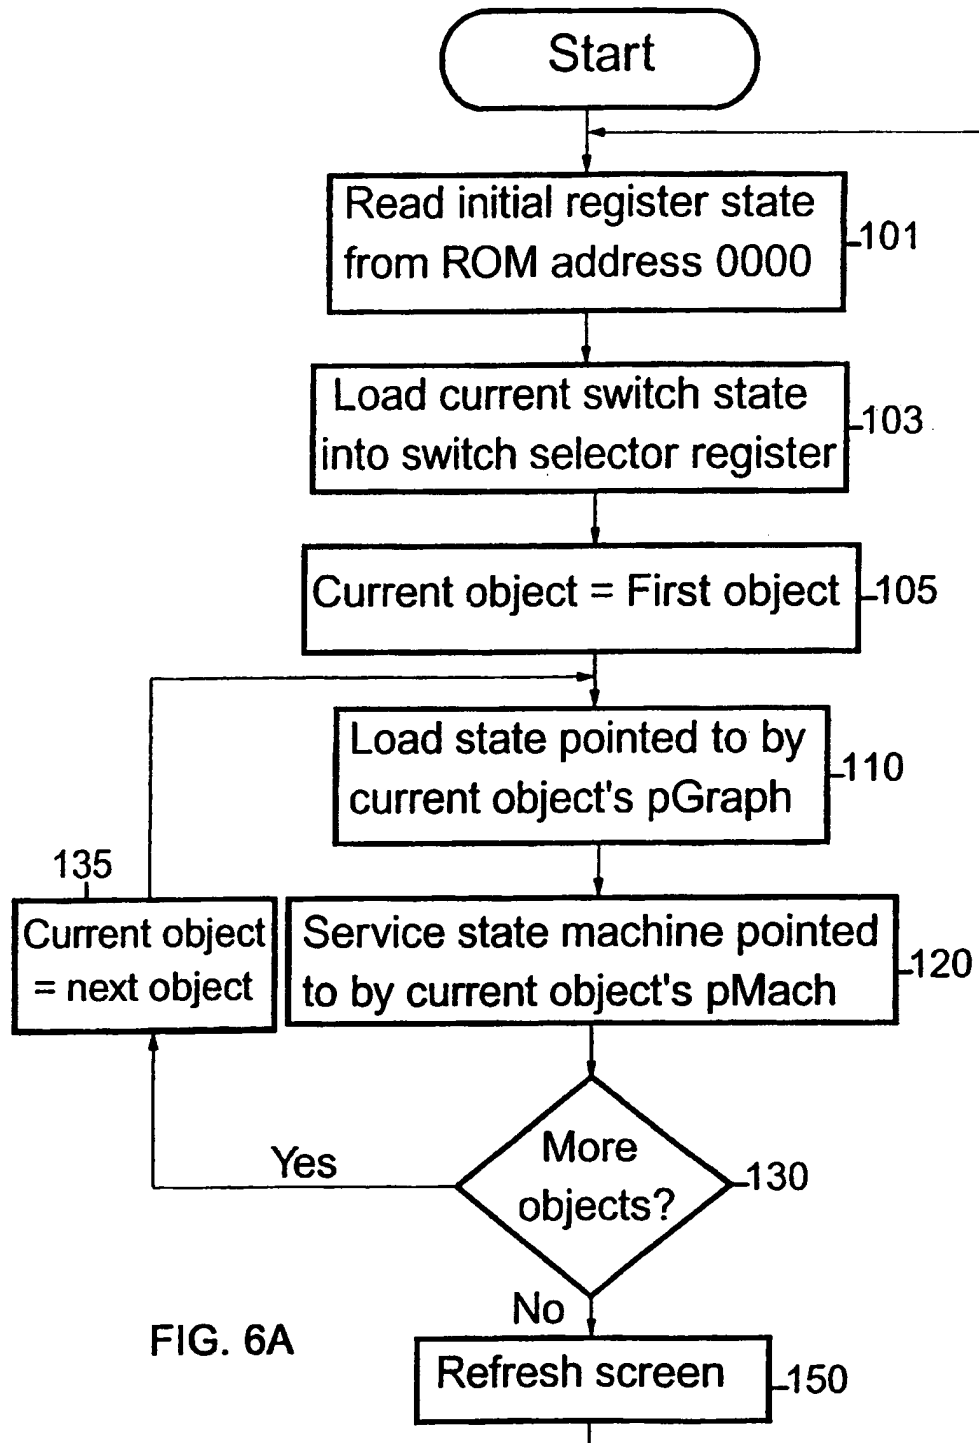 Start
Read initial register state
from ROM address 0000
101
Load current switch state
into switch selector register
103
Current object = First object
105
Load state pointed to by
current object's pGraph
110
135
Current object
= next object
Service state machine pointed
to by current object's pMach
120
More
objects?
130
Yes
No
FIG. 6A
Refresh screen
150